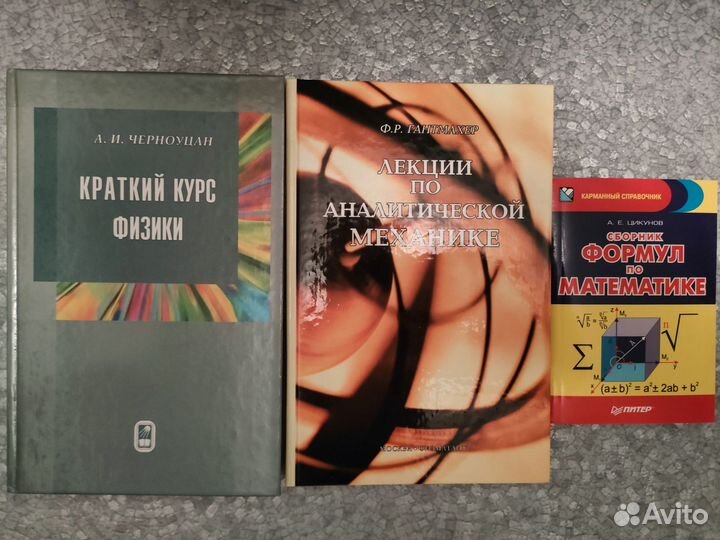 А. И. ЧЕРНОУЦАН
КРАТКИЙ КУРС
ФИЗИКИ
Ф.Р. ГАНТМАХЕР
ЛЕКЦИИ
ПО
АНАЛИТИЧЕСКОЙ
МЕХАНИКЕ
МОСКВА
КАРМАННЫЙ СПРАВОЧНИК
А. Е. ЦИКУНОВ
СБОРНИК
ФОРМУЛ
ПО
МАТЕМАТИКЕ
(a±b)²= a²± 2ab + b²
ПИТЕР
Avito